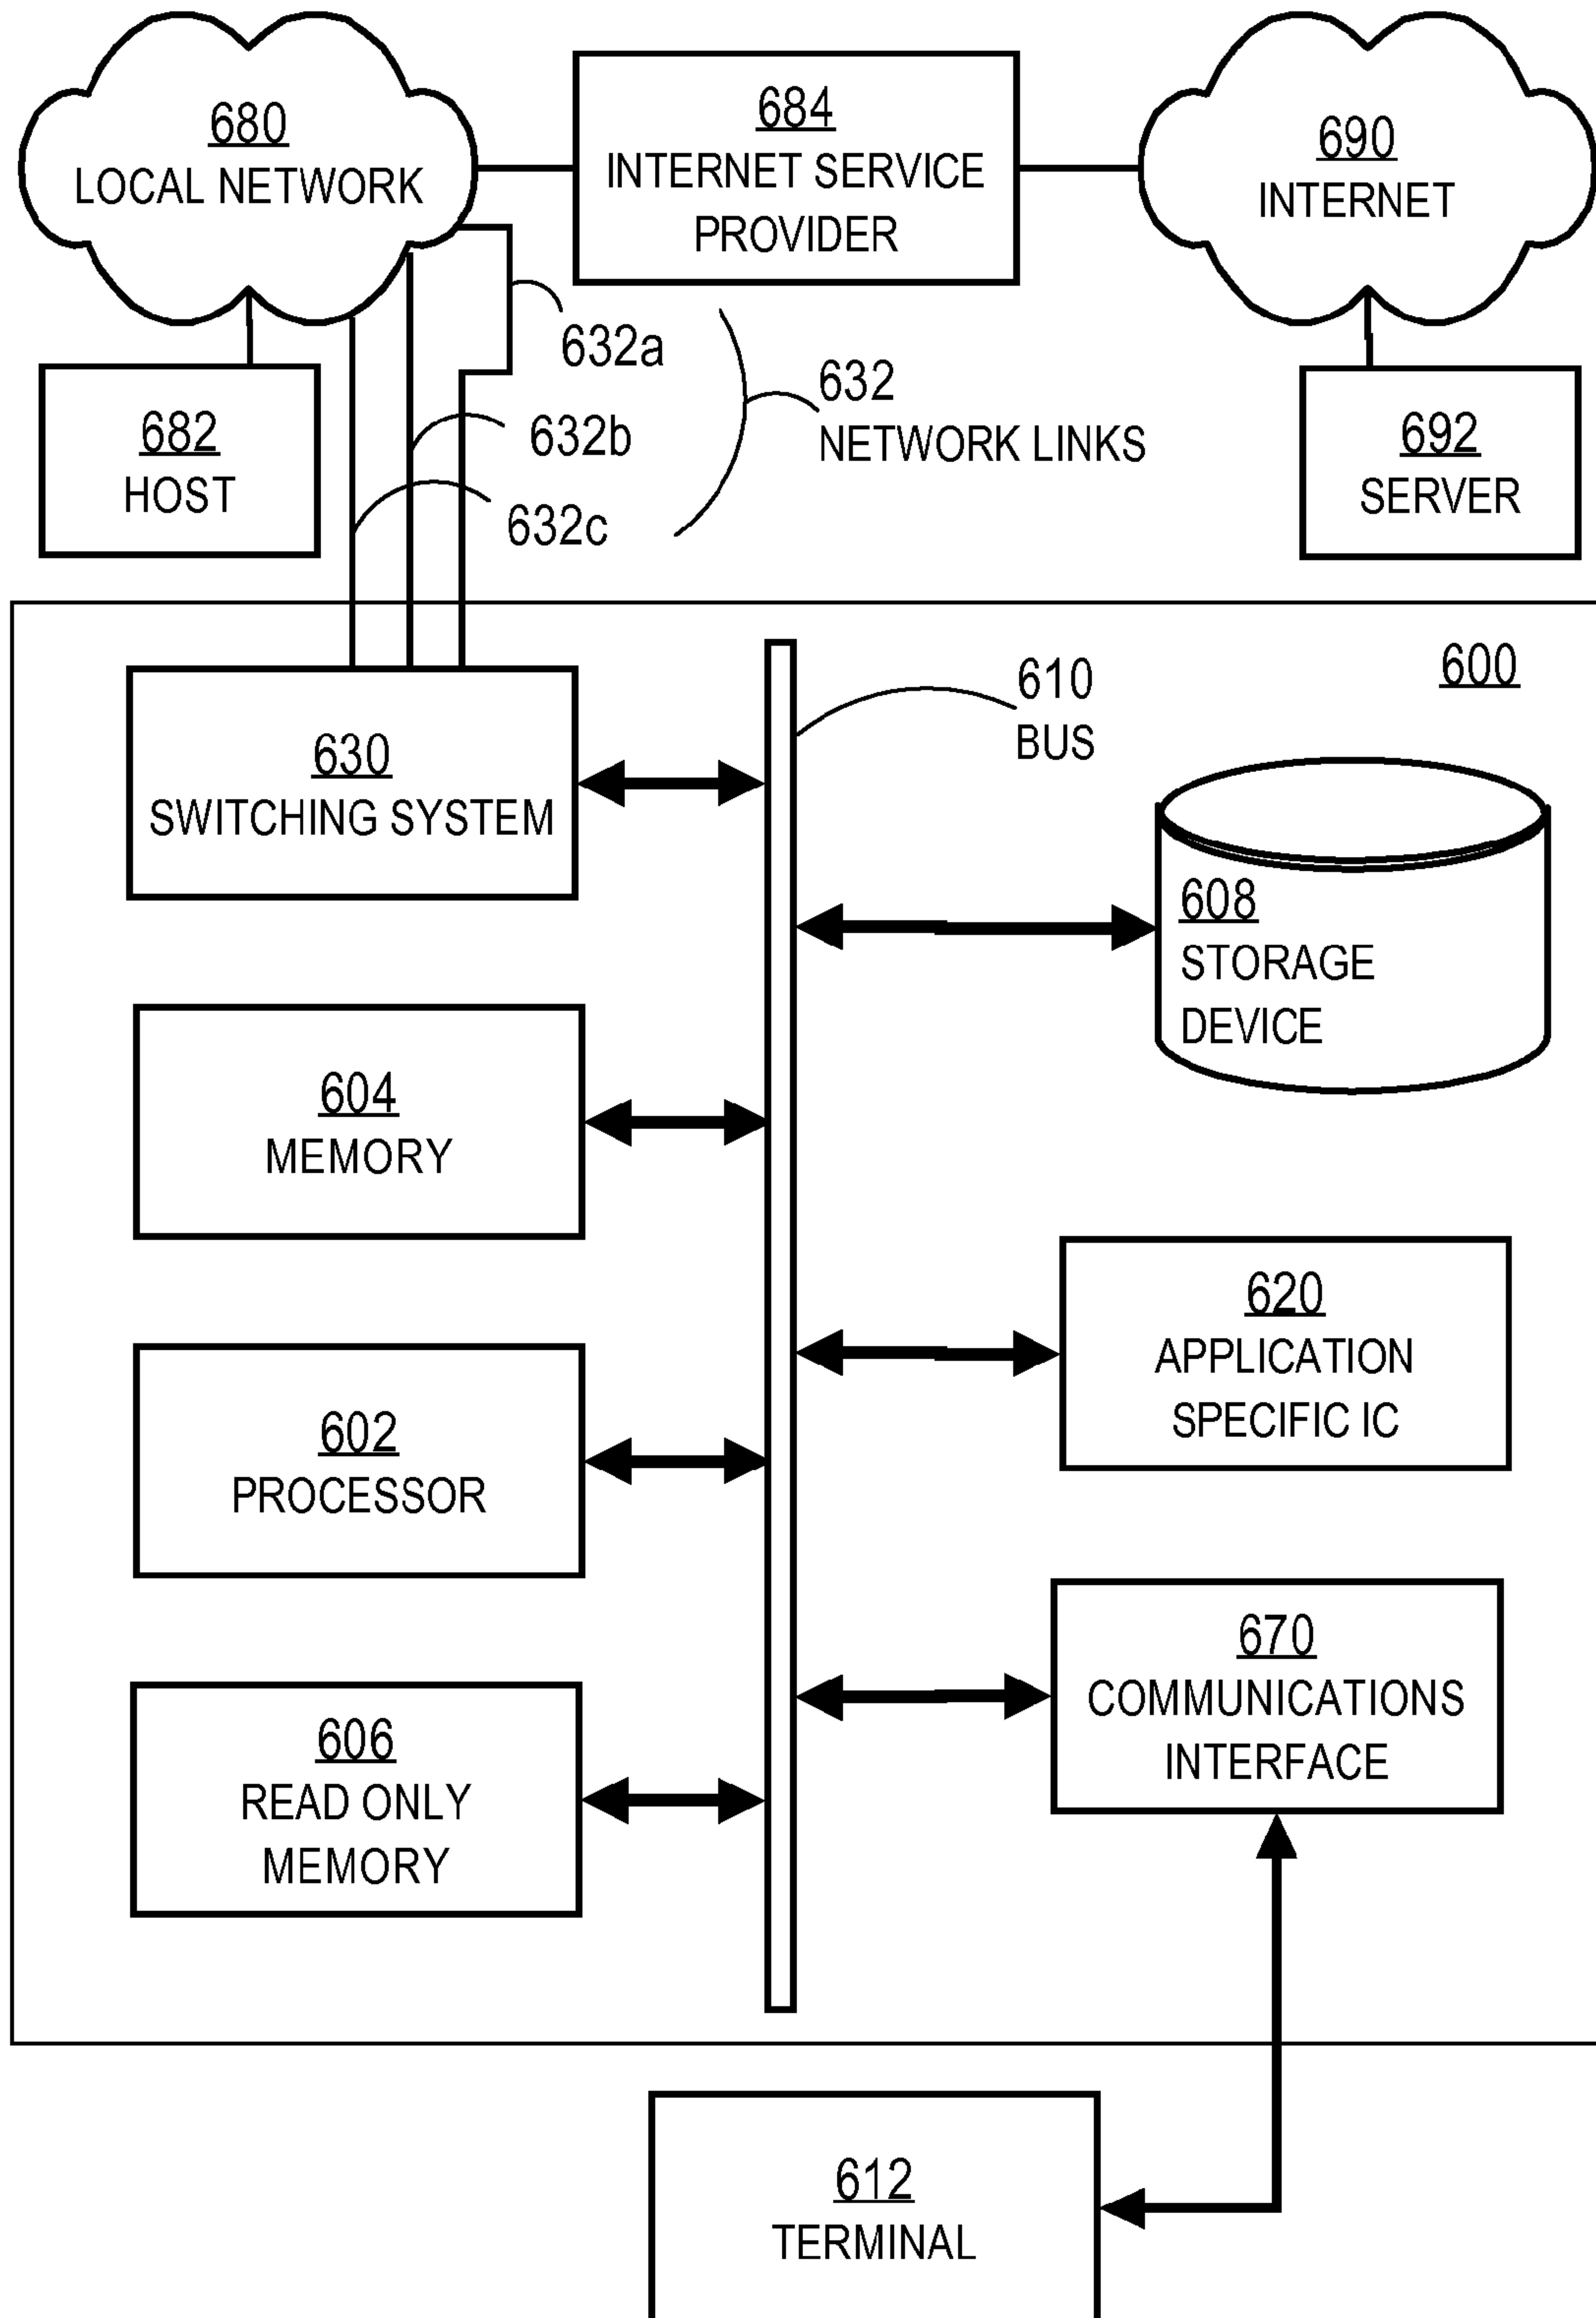 680
LOCAL NETWORK
684
INTERNET SERVICE
PROVIDER
690
INTERNET
632a
632
NETWORK LINKS
632b
632c
682
HOST
692
SERVER
600
610
BUS
630
SWITCHING SYSTEM
608
STORAGE
DEVICE
604
MEMORY
620
APPLICATION
SPECIFIC IC
602
PROCESSOR
670
COMMUNICATIONS
INTERFACE
606
READ ONLY
MEMORY
612
TERMINAL